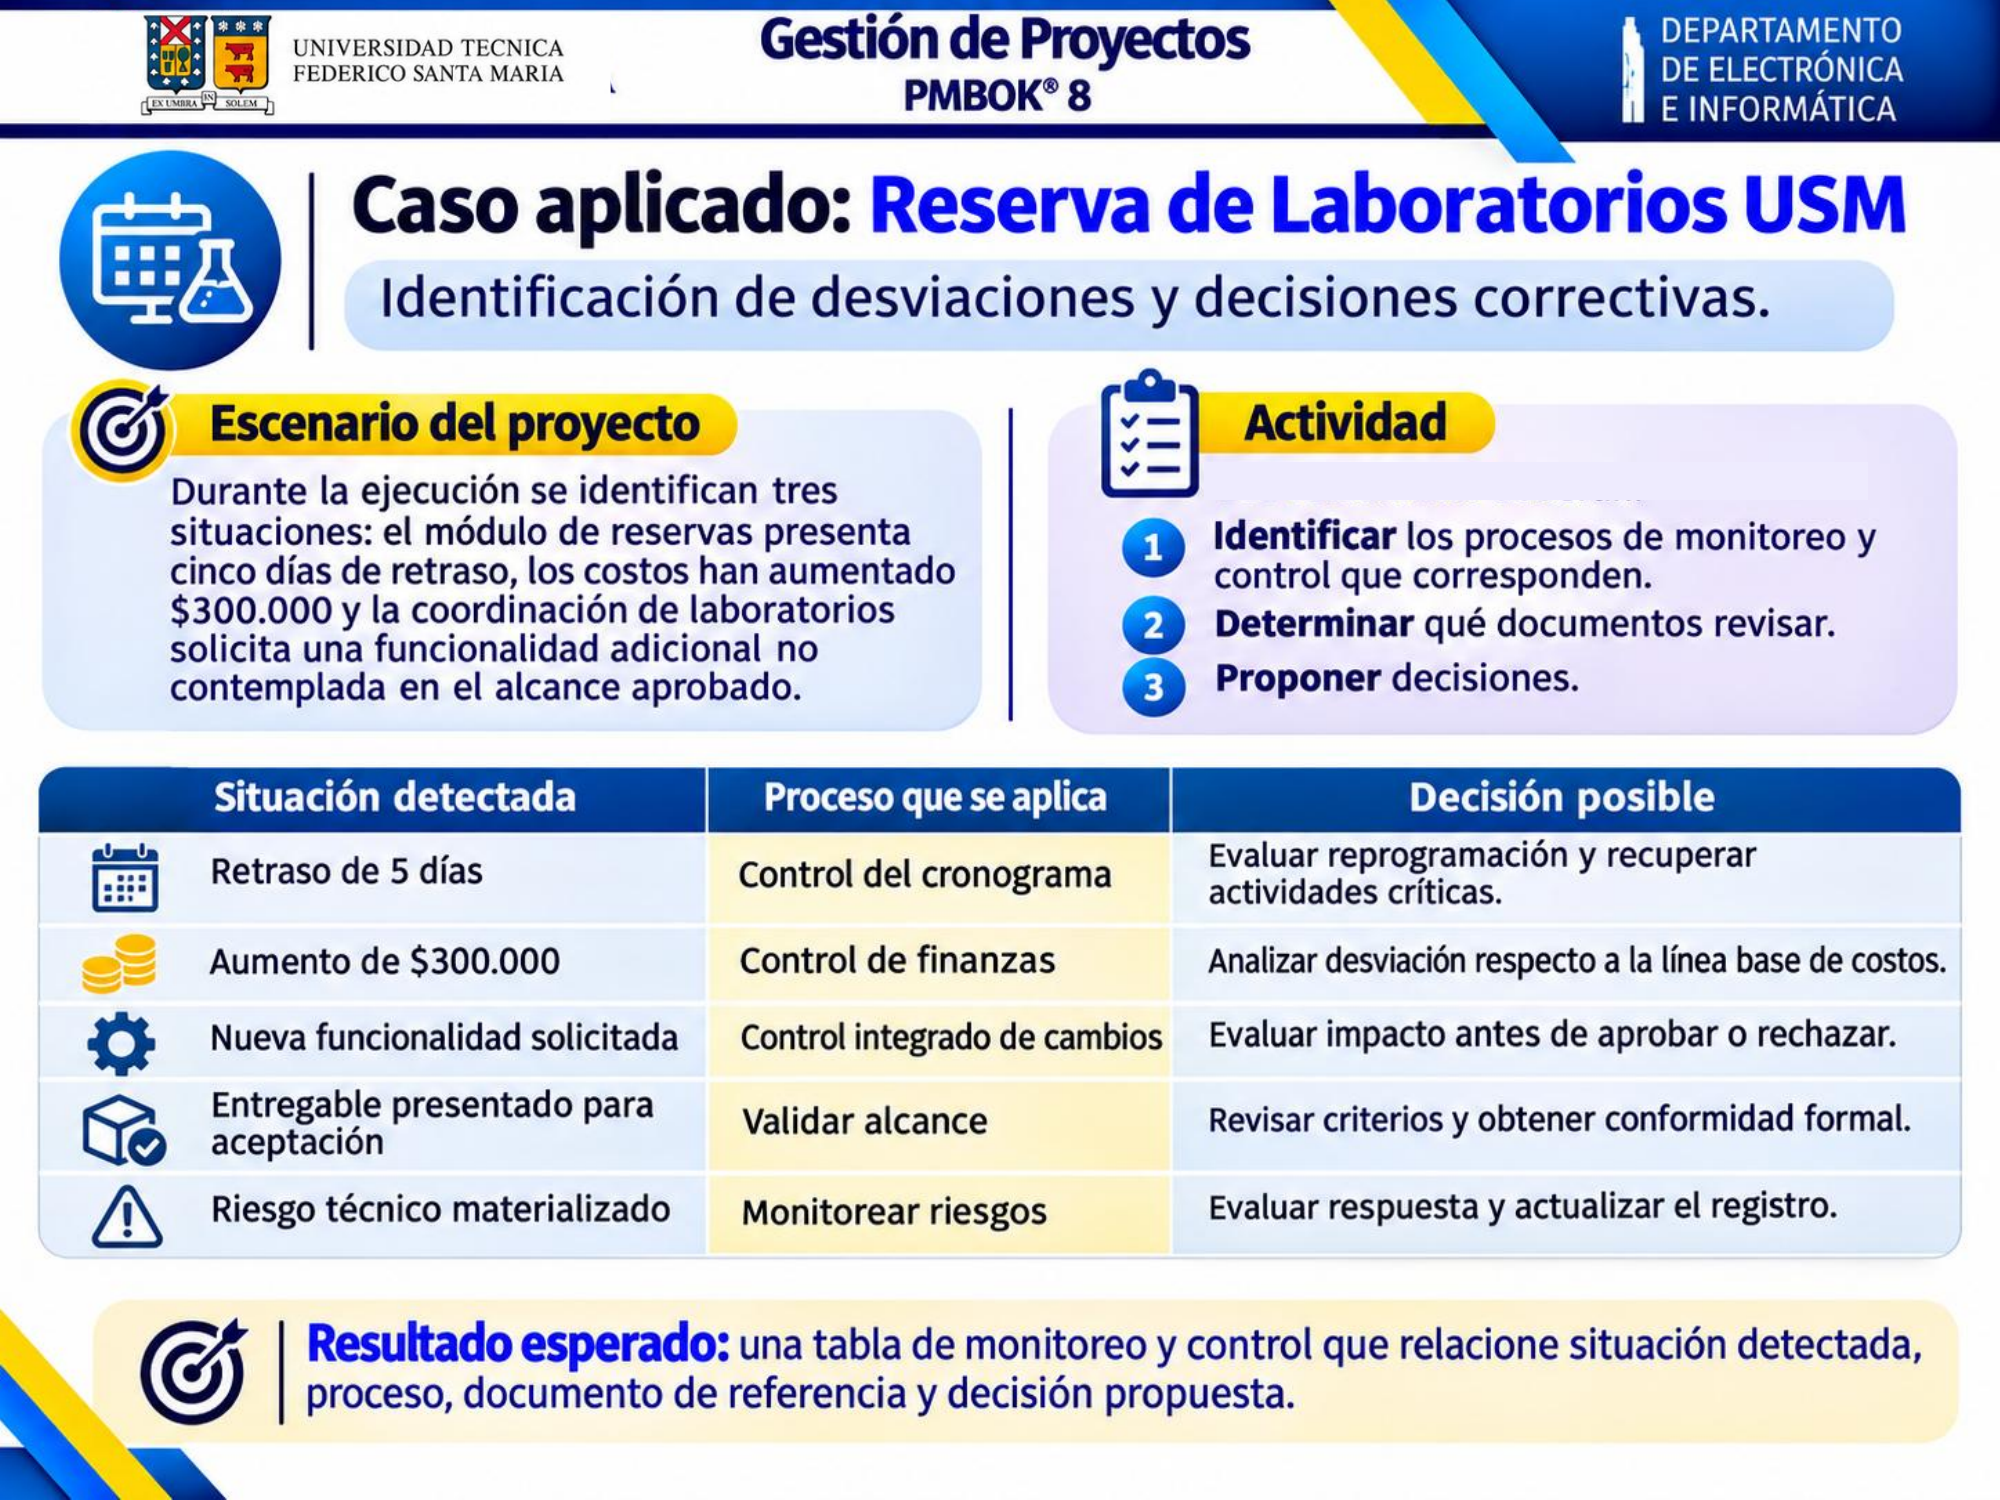 UNIVERSIDAD TECNICA
FEDERICO SANTA MARIA
EX UMBRA IN SOLEM
Gestión de Proyectos
PMBOK® 8
DEPARTAMENTO
DE ELECTRÓNICA
E INFORMÁTICA
Caso aplicado: Reserva de Laboratorios USM
Identificación de desviaciones y decisiones correctivas.
Escenario del proyecto
Durante la ejecución se identifican tres
situaciones: el módulo de reservas presenta
cinco días de retraso, los costos han aumentado
$300.000 y la coordinación de laboratorios
solicita una funcionalidad adicional no
contemplada en el alcance aprobado.
Actividad
1 Identificar los procesos de monitoreo y
control que corresponden.
2 Determinar qué documentos revisar.
3 Proponer decisiones.
Situación detectada Proceso que se aplica Decisión posible
Retraso de 5 días Control del cronograma Evaluar reprogramación y recuperar
actividades críticas.
Aumento de $300.000 Control de finanzas Analizar desviación respecto a la línea base de costos.
Nueva funcionalidad solicitada Control integrado de cambios Evaluar impacto antes de aprobar o rechazar.
Entregable presentado para
aceptación Validar alcance Revisar criterios y obtener conformidad formal.
Riesgo técnico materializado Monitorear riesgos Evaluar respuesta y actualizar el registro.
Resultado esperado: una tabla de monitoreo y control que relacione situación detectada,
proceso, documento de referencia y decisión propuesta.